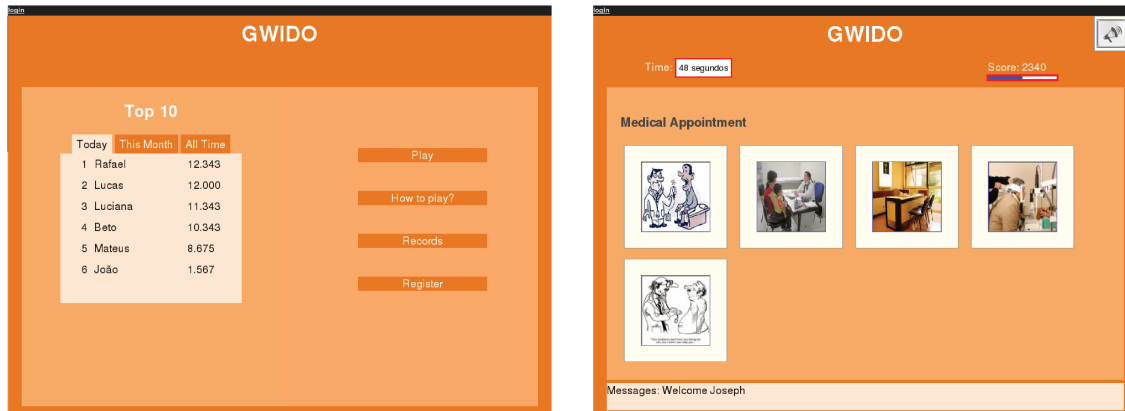 login
GWIDO
Top 10
Today This Month All Time
1 Rafael 12.343
2 Lucas 12.000
3 Luciana 11.343
4 Beto 10.343
5 Mateus 8.675
6 João 1.567
Play
How to play?
Records
Register
login
GWIDO
Time: 48 segundos
Score: 2340
Medical Appointment
Messages: Welcome Joseph